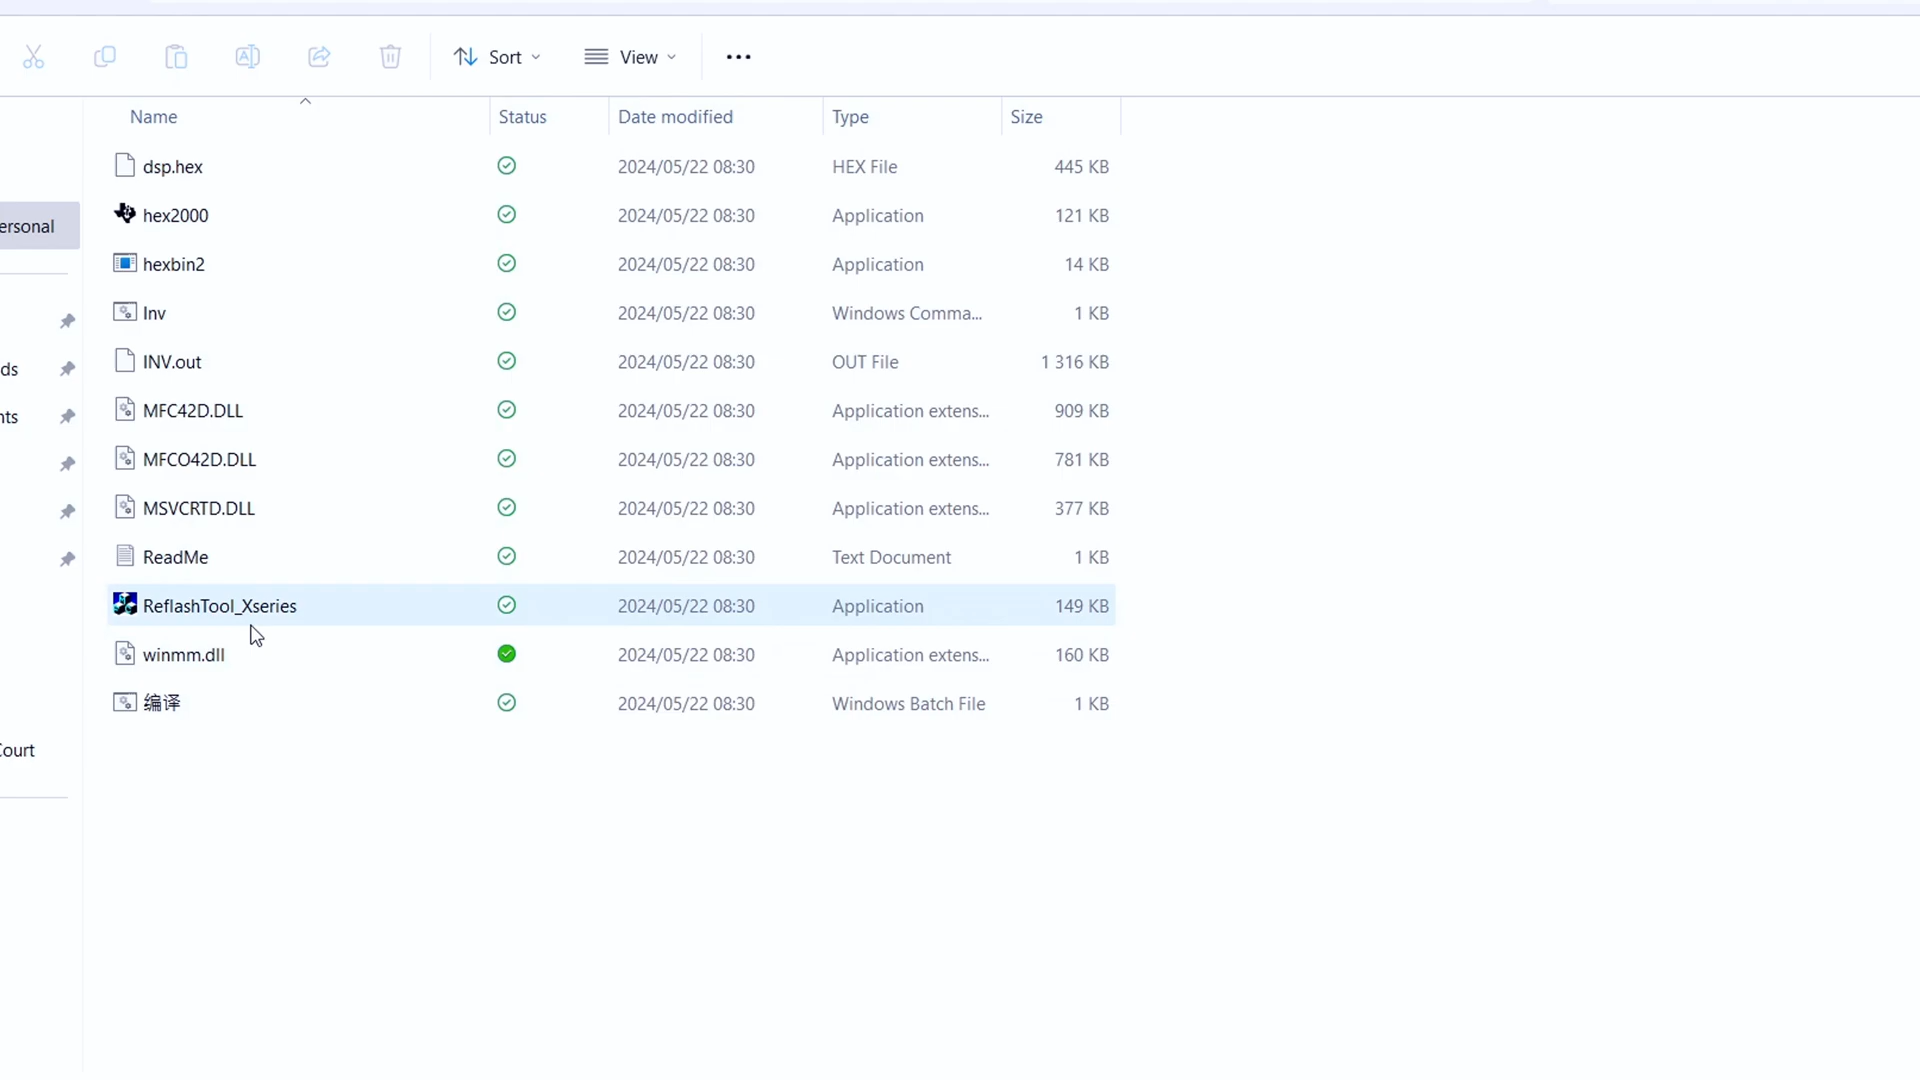 Sort View
Name Status Date modified Type Size
dsp.hex 2024/05/22 08:30 HEX File 445 KB
ersonal
hex2000 2024/05/22 08:30 Application 121 KB
hexbin2 2024/05/22 08:30 Application 14 KB
Inv 2024/05/22 08:30 Windows Comma... 1 KB
ds
INV.out 2024/05/22 08:30 OUT File 1 316 KB
nts
MFC42D.DLL 2024/05/22 08:30 Application extens... 909 KB
MFCO42D.DLL 2024/05/22 08:30 Application extens... 781 KB
MSVCRTD.DLL 2024/05/22 08:30 Application extens... 377 KB
ReadMe 2024/05/22 08:30 Text Document 1 KB
ReflashTool_Xseries 2024/05/22 08:30 Application 149 KB
winmm.dll 2024/05/22 08:30 Application extens... 160 KB
编译 2024/05/22 08:30 Windows Batch File 1 KB
Court